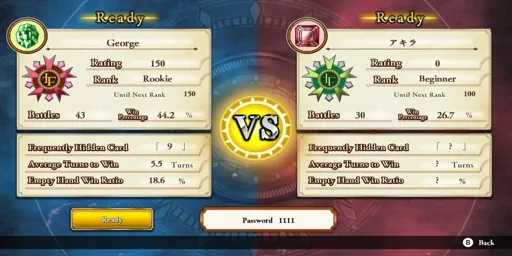 Ready
George
Rating 150
Rank Rookie
Until Next Rank 150
Battles 43 Win Percentage 44.2 %
Frequently Hidden Card 「 9 」
Average Turns to Win 5.5 Turns
Empty Hand Win Ratio 18.6 %
Ready
VS
Ready
アキラ
Rating 0
Rank Beginner
Until Next Rank 100
Battles 30 Win Percentage 26.7 %
Frequently Hidden Card 「 ? 」
Average Turns to Win ? Turns
Empty Hand Win Ratio ? %
Password 1111
B Back